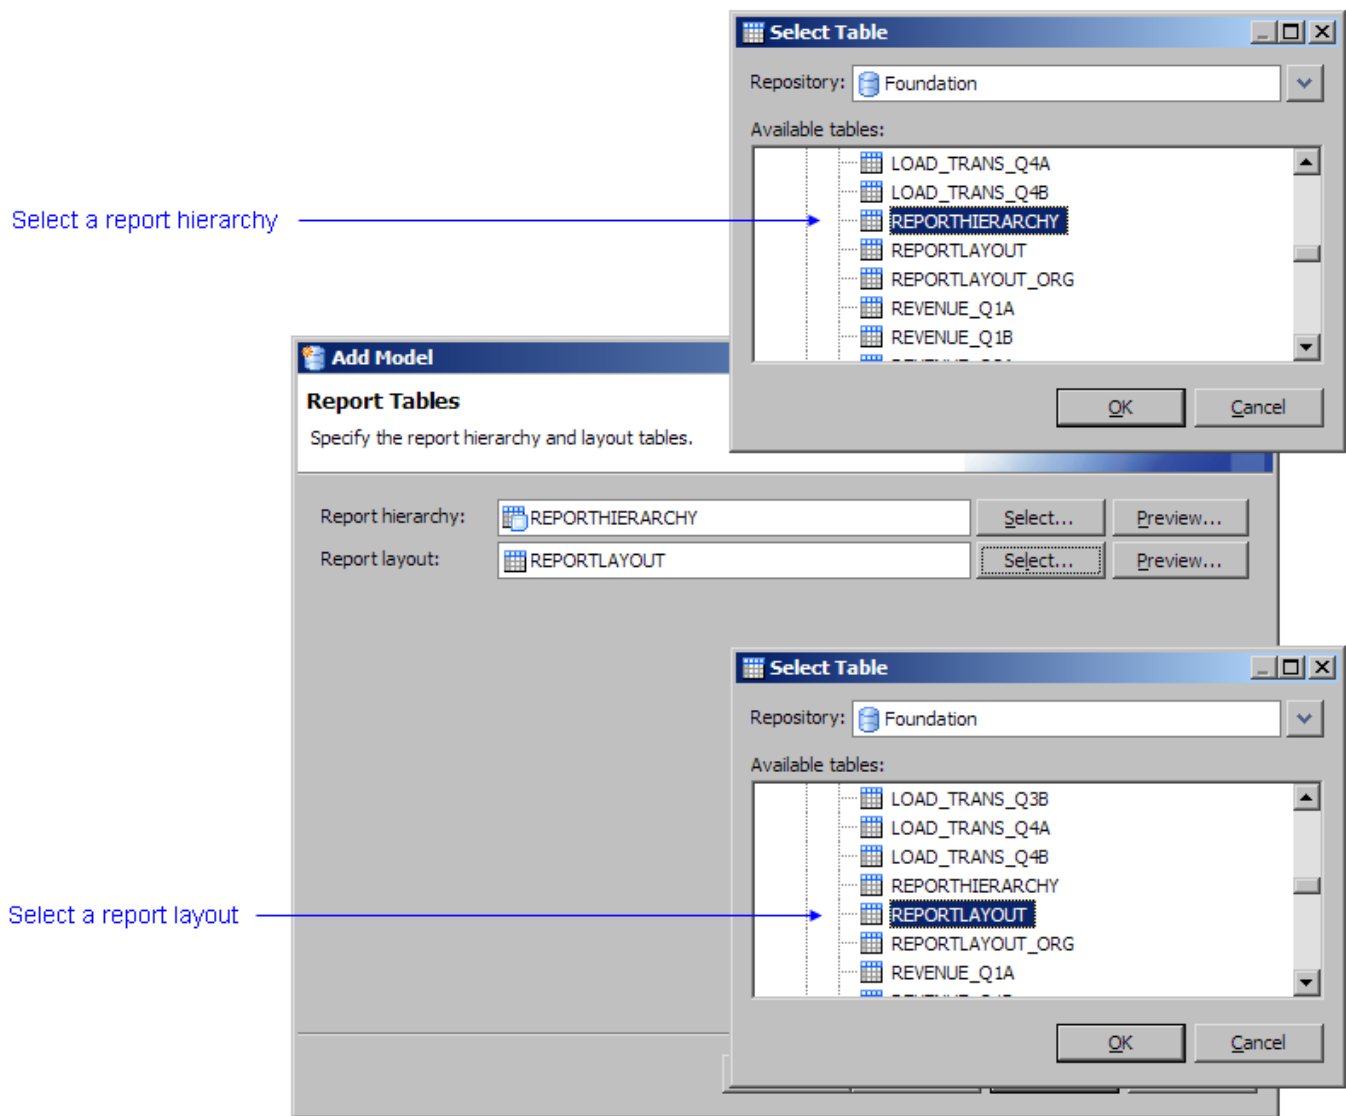 Select Table
Repository: Foundation
Available tables:
LOAD_TRANS_Q4A
LOAD_TRANS_Q4B
Select a report hierarchy
REPORTHIERARCHY
REPORTLAYOUT
REPORTLAYOUT_ORG
REVENUE_Q1A
REVENUE_Q1B
OK Cancel
Add Model
Report Tables
Specify the report hierarchy and layout tables.
Report hierarchy: REPORTHIERARCHY Select... Preview...
Report layout: REPORTLAYOUT Select... Preview...
Select Table
Repository: Foundation
Available tables:
LOAD_TRANS_Q3B
LOAD_TRANS_Q4A
LOAD_TRANS_Q4B
REPORTHIERARCHY
Select a report layout
REPORTLAYOUT
REPORTLAYOUT_ORG
REVENUE_Q1A
OK Cancel